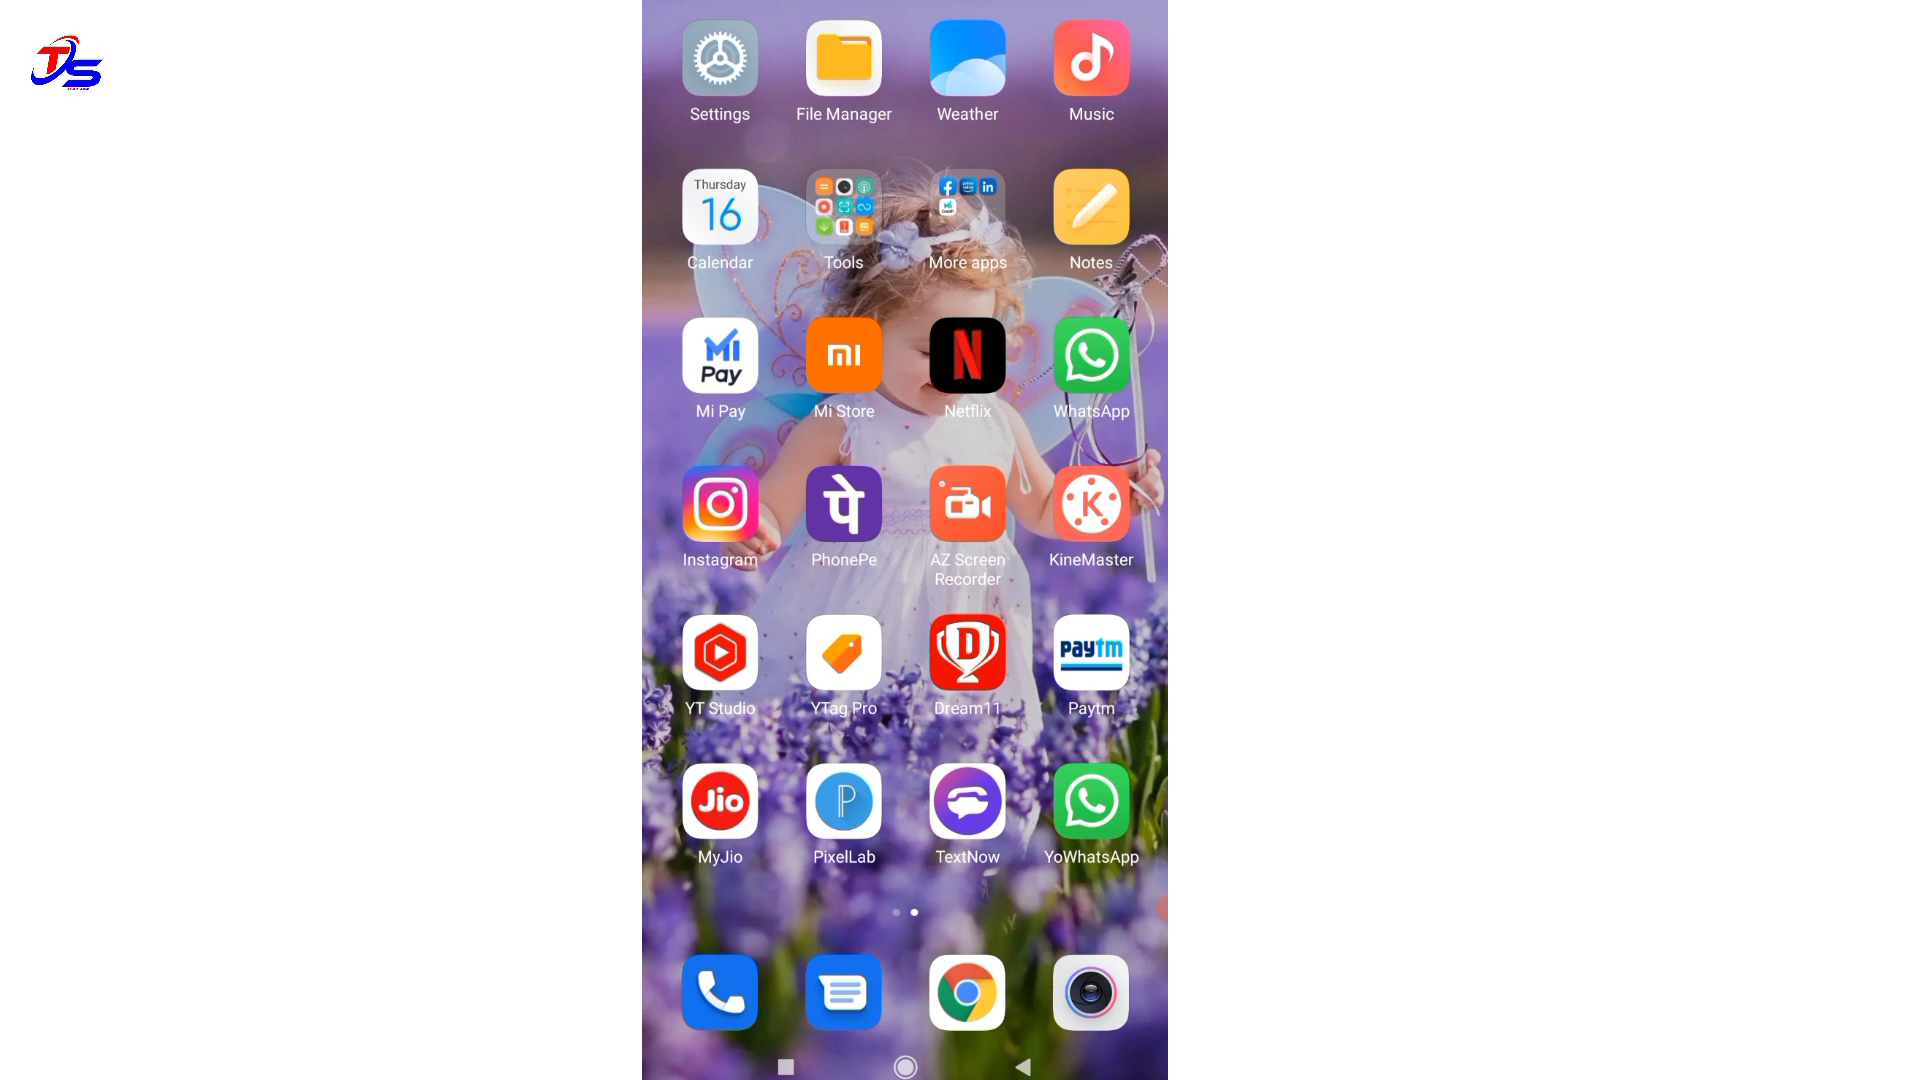 TS
Settings File Manager Weather Music
Thursday
16
Calendar Tools More apps Notes
Mi
Pay
mi
N
Mi Pay Mi Store Netflix WhatsApp
पे
K
Instagram PhonePe AZ Screen KineMaster
Recorder
D
paytm
YT Studio YTag Pro Dream11 Paytm
Jio
P
MyJio PixelLab TextNow YoWhatsApp